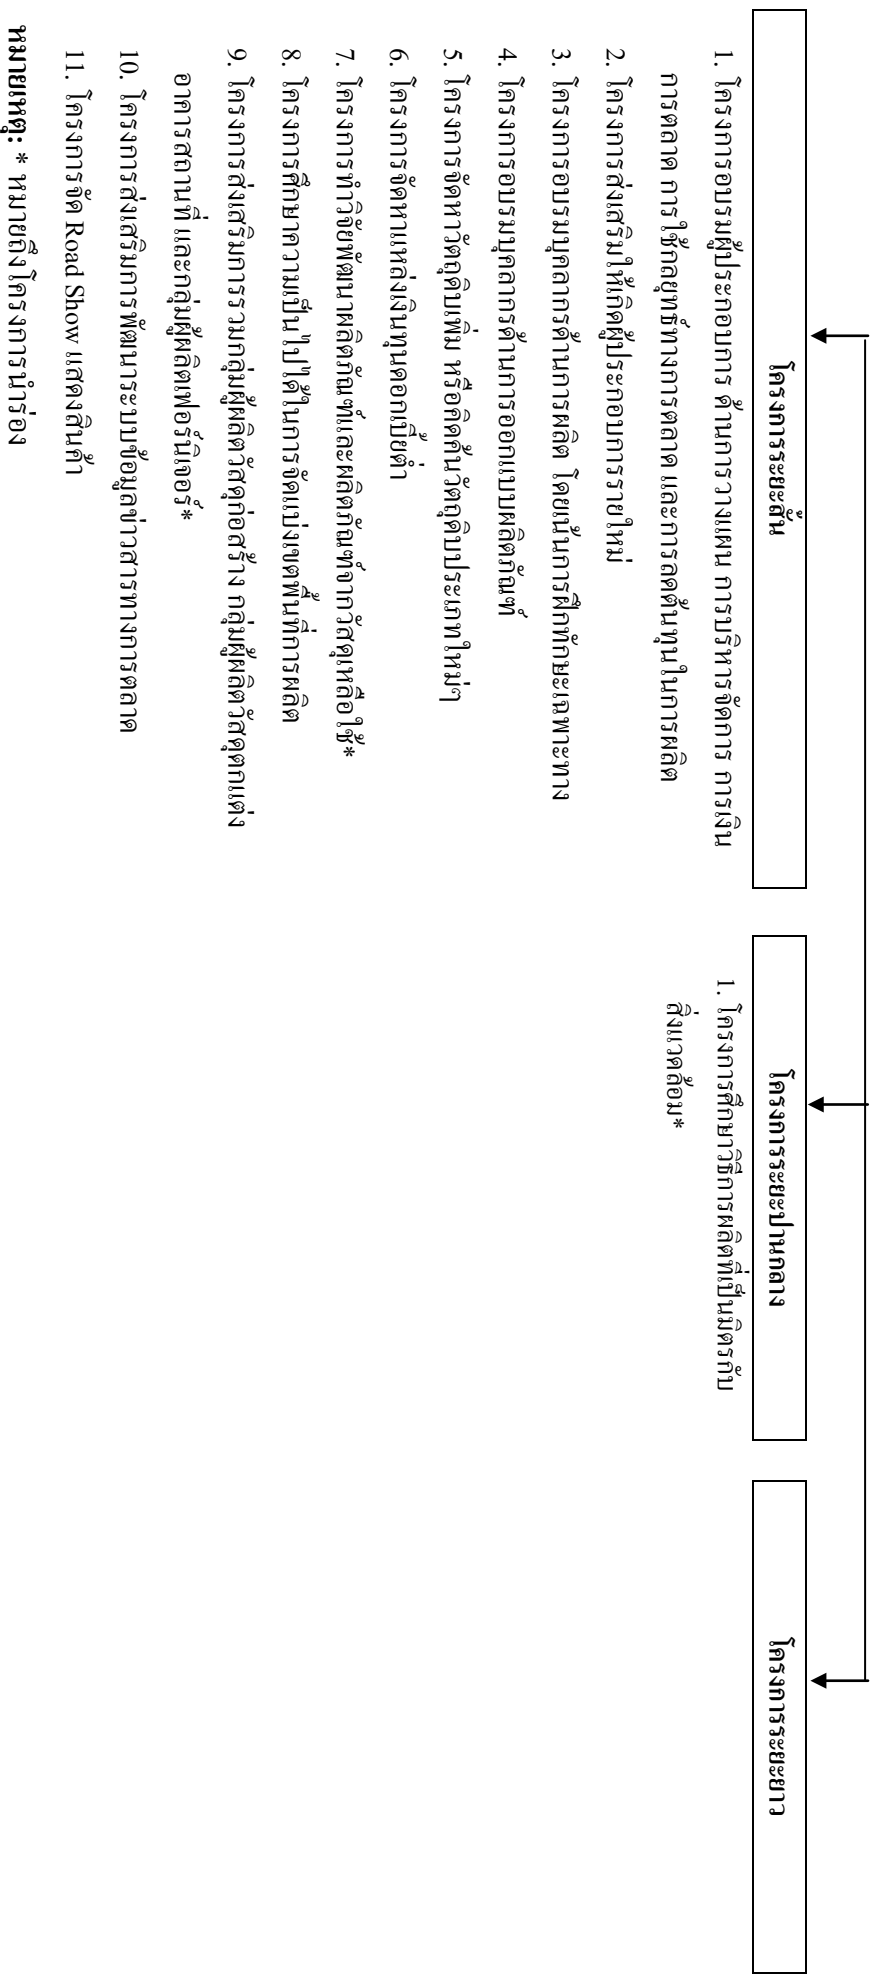 โครงการระยะสั้น
1. โครงการอบรมผู้ประกอบการ ด้านการวางแผน การบริหารจัดการ การเงิน
การตลาด การใช้กลยุทธ์ทางการตลาด และการลดต้นทุนในการผลิต
2. โครงการส่งเสริมให้เกิดผู้ประกอบการรายใหม่
3. โครงการอบรมบุคลากรด้านการผลิต โดยเน้นการฝึกทักษะเฉพาะทาง
4. โครงการอบรมบุคลากรด้านการออกแบบผลิตภัณฑ์
5. โครงการจัดหาวัตถุดิบเพิ่ม หรือคิดค้นวัตถุดิบประเภทใหม่ๆ
6. โครงการจัดหาแหล่งเงินทุนดอกเบี้ยต่ำ
7. โครงการทำวิจัยพัฒนาผลิตภัณฑ์และผลิตภัณฑ์จากวัสดุเหลือใช้*
8. โครงการศึกษาความเป็นไปได้ในการจัดแบ่งเขตพื้นที่การผลิต
9. โครงการส่งเสริมการรวมกลุ่มผู้ผลิตวัสดุก่อสร้าง กลุ่มผู้ผลิตวัสดุตกแต่ง
อาคารสถานที่ และกลุ่มผู้ผลิตเฟอร์นิเจอร์*
10. โครงการส่งเสริมการพัฒนาระบบข้อมูลข่าวสารทางการตลาด
11. โครงการจัด Road Show แสดงสินค้า
โครงการระยะปานกลาง
1. โครงการศึกษาวิธีการผลิตที่เป็นมิตรกับ
สิ่งแวดล้อม*
โครงการระยะยาว
หมายเหตุ: * หมายถึง โครงการนำร่อง